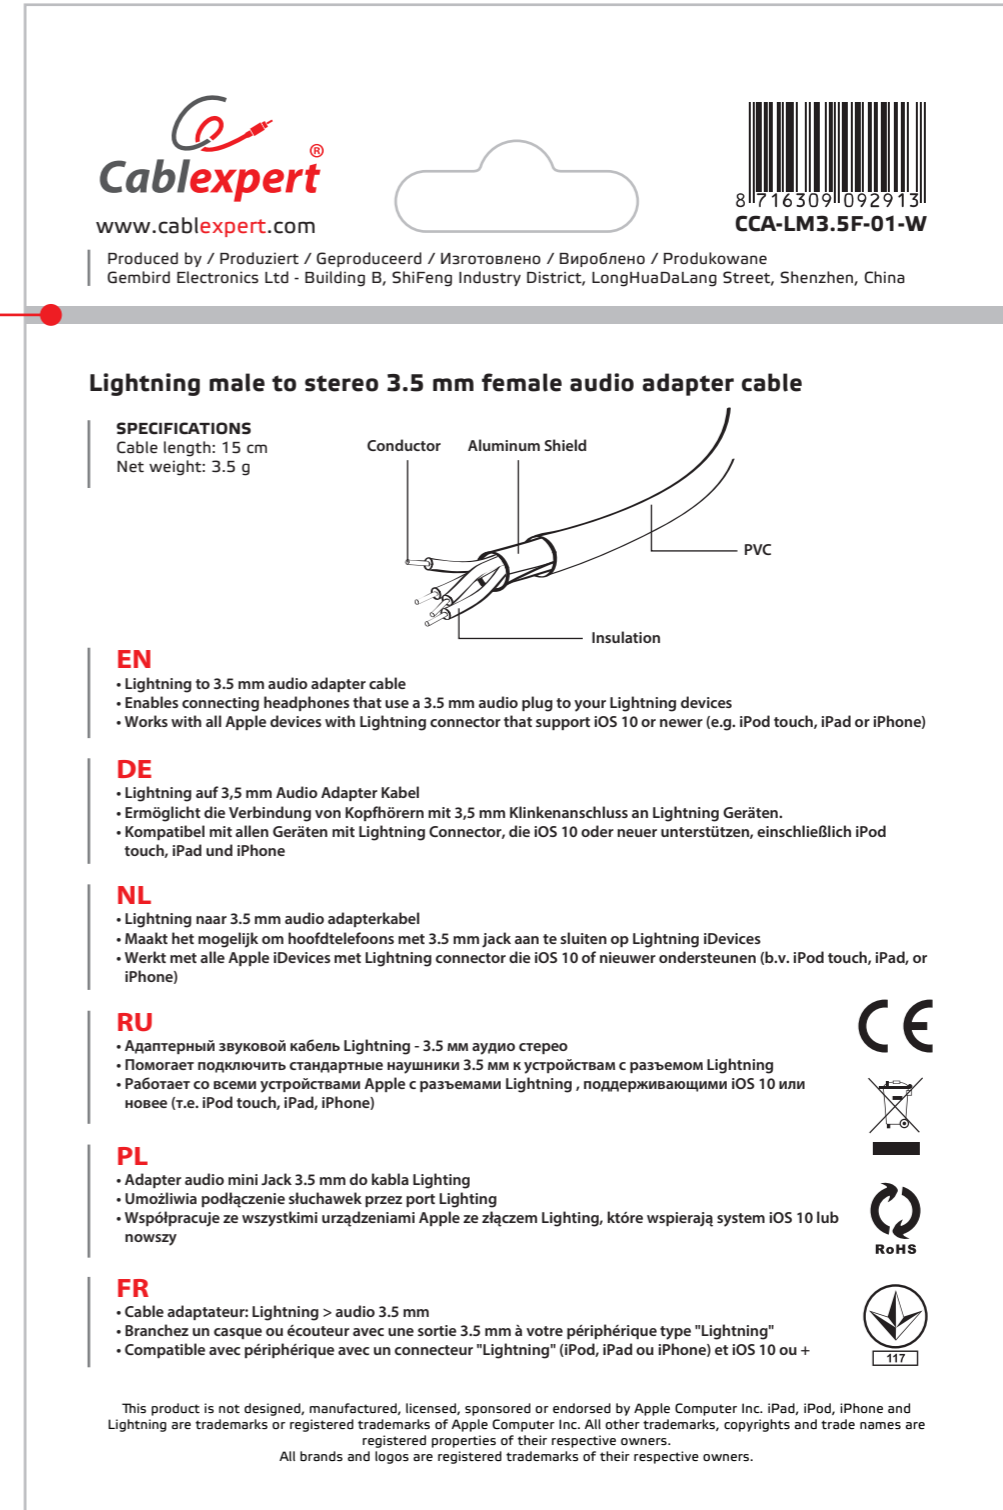 Cablexpert®
www.cablexpert.com
8 716309 092913
CCA-LM3.5F-01-W
Produced by / Produziert / Geproduceerd / Изготовлено / Вироблено / Produkowane
Gembird Electronics Ltd - Building B, ShiFeng Industry District, LongHuaDaLang Street, Shenzhen, China
Lightning male to stereo 3.5 mm female audio adapter cable
SPECIFICATIONS
Cable length: 15 cm
Net weight: 3.5 g
Conductor
Aluminum Shield
PVC
Insulation
EN
• Lightning to 3.5 mm audio adapter cable
• Enables connecting headphones that use a 3.5 mm audio plug to your Lightning devices
• Works with all Apple devices with Lightning connector that support iOS 10 or newer (e.g. iPod touch, iPad or iPhone)
DE
• Lightning auf 3,5 mm Audio Adapter Kabel
• Ermöglicht die Verbindung von Kopfhörern mit 3,5 mm Klinkenanschluss an Lightning Geräten.
• Kompatibel mit allen Geräten mit Lightning Connector, die iOS 10 oder neuer unterstützen, einschließlich iPod
touch, iPad und iPhone
NL
• Lightning naar 3.5 mm audio adapterkabel
• Maakt het mogelijk om hoofdtelefoons met 3.5 mm jack aan te sluiten op Lightning iDevices
• Werkt met alle Apple iDevices met Lightning connector die iOS 10 of nieuwer ondersteunen (b.v. iPod touch, iPad, or
iPhone)
RU
• Адаптерный звуковой кабель Lightning - 3.5 мм аудио стерео
• Помогает подключить стандартные наушники 3.5 мм к устройствам с разъемом Lightning
• Работает со всеми устройствами Apple с разъемами Lightning , поддерживающими iOS 10 или
новее (т.е. iPod touch, iPad, iPhone)
CE
PL
• Adapter audio mini Jack 3.5 mm do kabla Lighting
• Umożliwia podłączenie słuchawek przez port Lighting
• Współpracuje ze wszystkimi urządzeniami Apple ze złączem Lighting, które wspierają system iOS 10 lub
nowszy
RoHS
FR
• Cable adaptateur: Lightning > audio 3.5 mm
• Branchez un casque ou écouteur avec une sortie 3.5 mm à votre périphérique type "Lightning"
• Compatible avec périphérique avec un connecteur "Lightning" (iPod, iPad ou iPhone) et iOS 10 ou +
117
This product is not designed, manufactured, licensed, sponsored or endorsed by Apple Computer Inc. iPad, iPod, iPhone and
Lightning are trademarks or registered trademarks of Apple Computer Inc. All other trademarks, copyrights and trade names are
registered properties of their respective owners.
All brands and logos are registered trademarks of their respective owners.